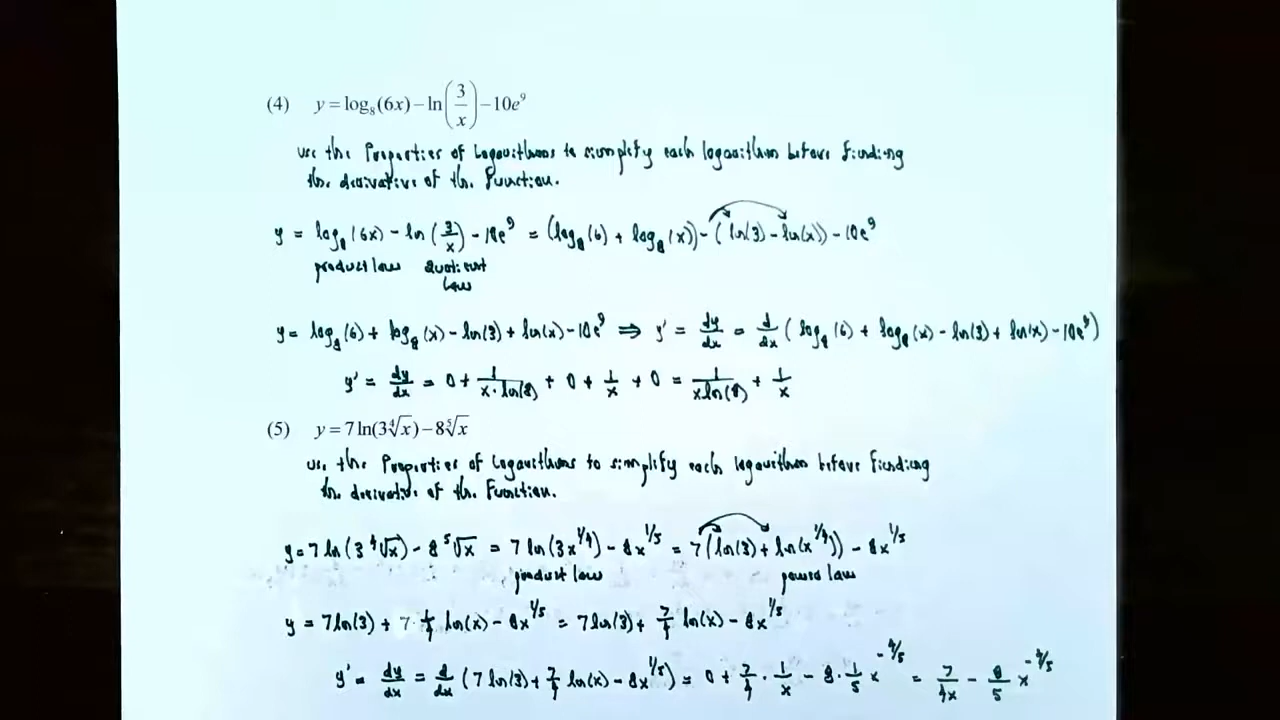 (4) y = log₈(6x) − ln(3/x) − 10e⁹
use the Properties of Logarithms to simplify each logarithm before finding
the derivative of the function.
y = log₈(6x) − ln(3/x) − 10e⁹ = (log₈(6) + log₈(x)) − (ln(3) − ln(x)) − 10e⁹
product law quotient
law
y = log₈(6) + log₈(x) − ln(3) + ln(x) − 10e⁹ ⇒ y' = dy/dx = d/dx (log₈(6) + log₈(x) − ln(3) + ln(x) − 10e⁹)
y' = dy/dx = 0 + 1/(x·ln(8)) + 0 + 1/x + 0 = 1/(xln(8)) + 1/x
(5) y = 7 ln(3∜x) − 8⁵√x
use the Properties of Logarithms to simplify each logarithm before finding
the derivative of the function.
y = 7 ln(3 ∜x) − 8 ⁵√x = 7 ln(3x^(1/4)) − 8x^(1/5) = 7(ln(3) + ln(x^(1/4))) − 8x^(1/5)
product law power law
y = 7ln(3) + 7·1/4 ln(x) − 8x^(1/5) = 7ln(3) + 7/4 ln(x) − 8x^(1/5)
y' = dy/dx = d/dx (7ln(3) + 7/4 ln(x) − 8x^(1/5)) = 0 + 7/4 · 1/x − 8 · 1/5 x^(−4/5) = 7/(4x) − 8/5 x^(−4/5)